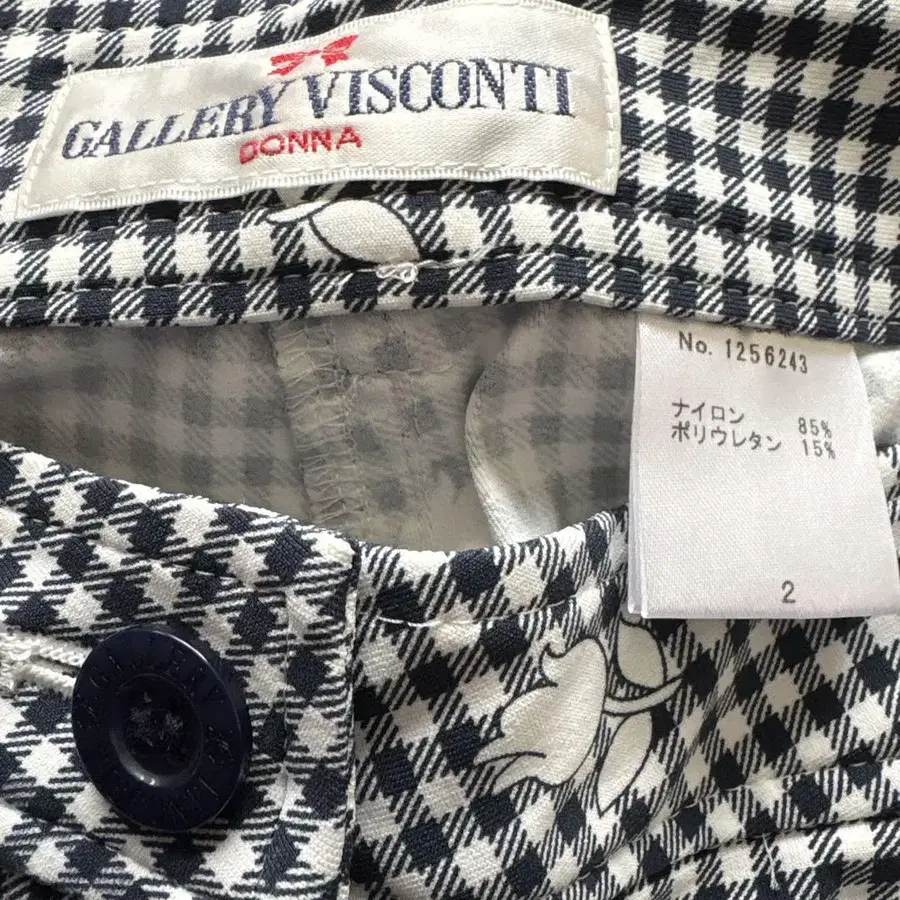 GALLERY VISCONTI
DONNA
No. 1256243
ナイロン 85%
ポリウレタン 15%
2